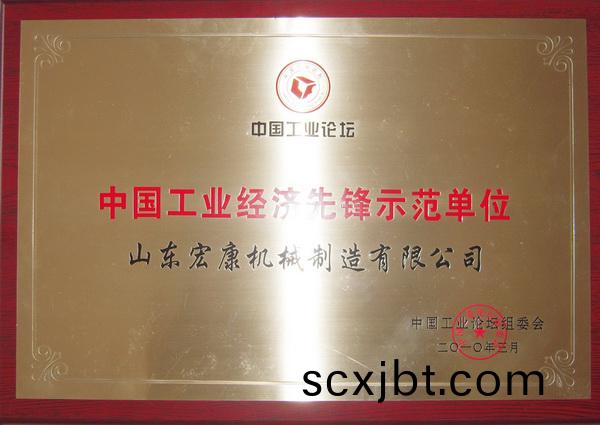 中国工业论坛
中国工业经济先锋示范单位
山东宏康机械制造有限公司
中国工业论坛组委会
二〇一〇年三月
scxjbt.com